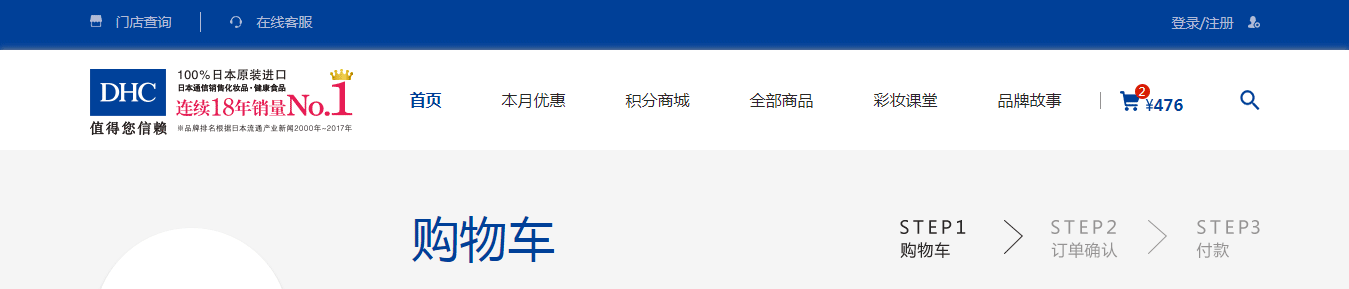 门店查询 在线客服 登录/注册
DHC
值得您信赖
100%日本原装进口
日本通信销售化妆品·健康食品
连续18年销量No.1
※品牌排名根据日本流通产业新闻2000年~2017年
首页 本月优惠 积分商城 全部商品 彩妆课堂 品牌故事 2 ¥476
购物车
STEP1 STEP2 STEP3
购物车 订单确认 付款